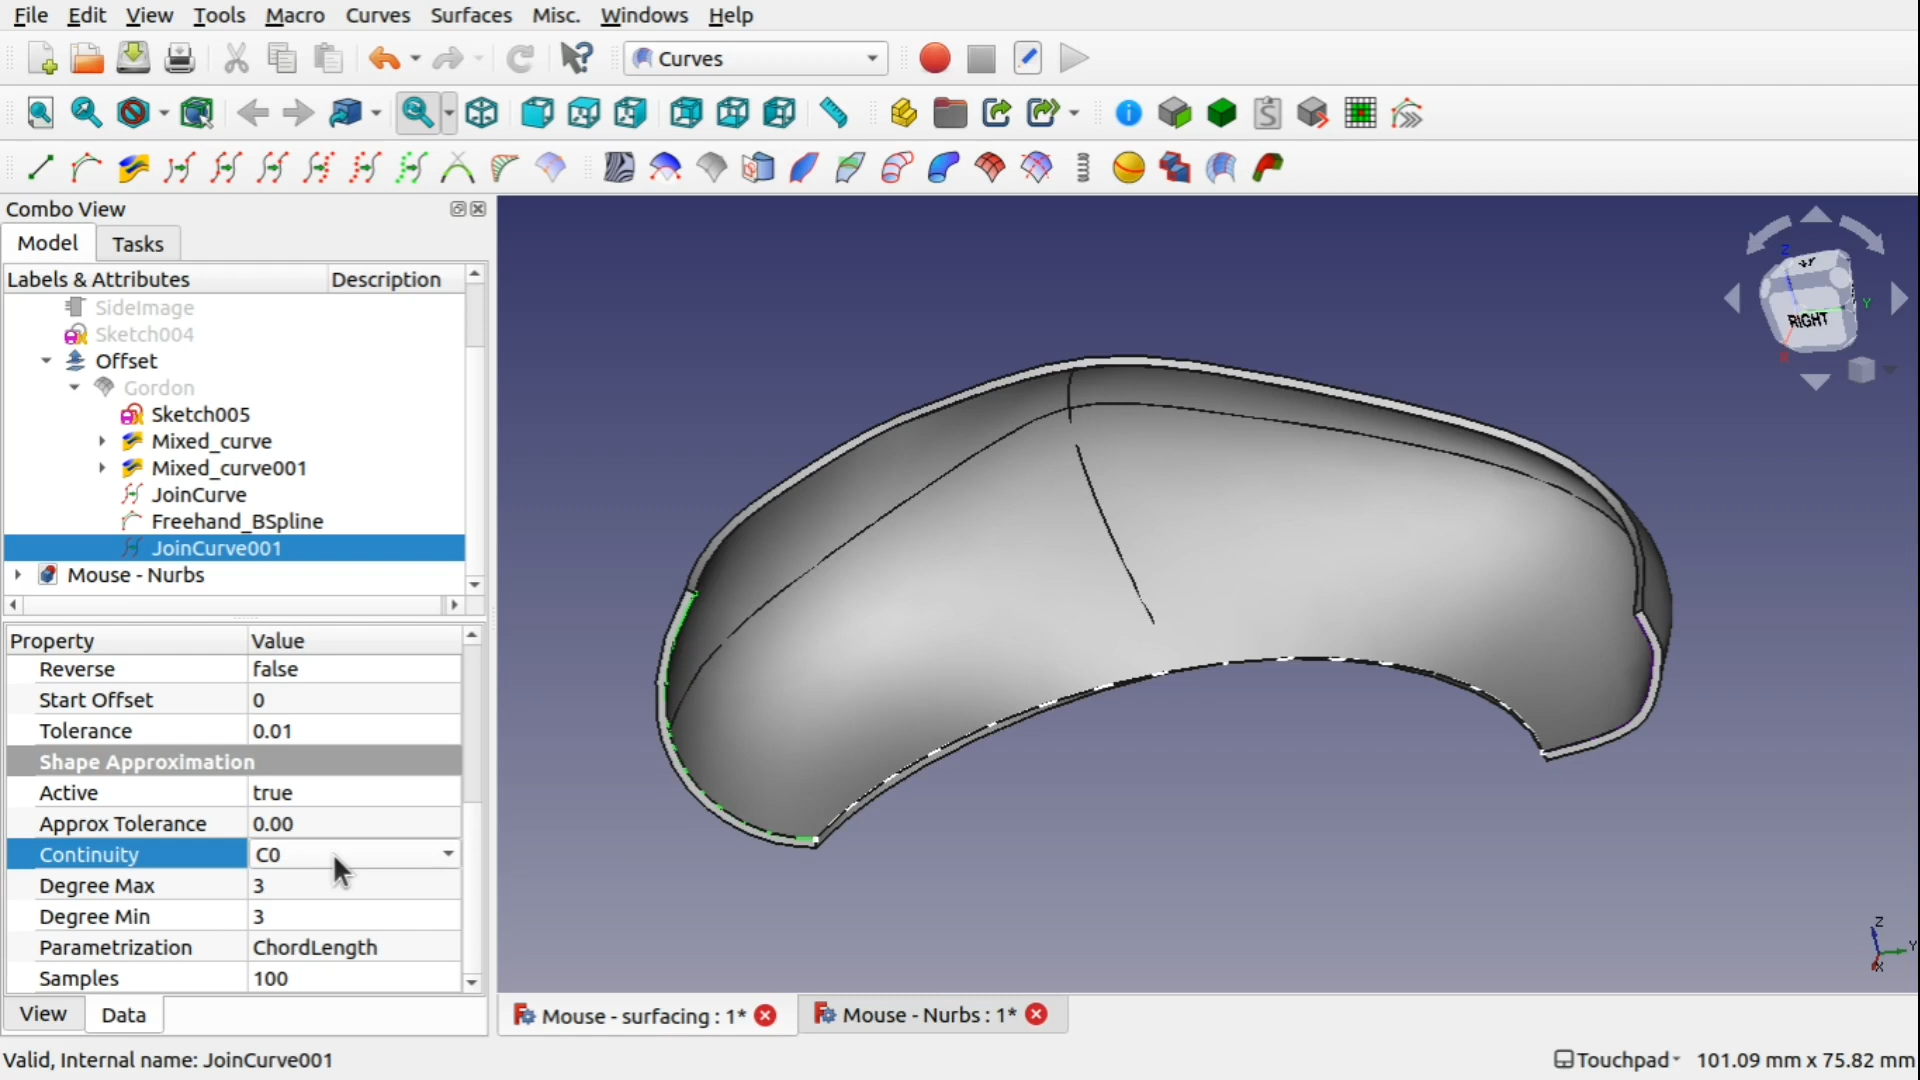 File Edit View Tools Macro Curves Surfaces Misc. Windows Help
Curves
Combo View
Model Tasks
Labels & Attributes Description
SideImage
Sketch004
Offset
Gordon
Sketch005
Mixed_curve
Mixed_curve001
JoinCurve
Freehand_BSpline
JoinCurve001
Mouse - Nurbs
Property Value
Reverse false
Start Offset 0
Tolerance 0.01
Shape Approximation
Active true
Approx Tolerance 0.00
Continuity C0
Degree Max 3
Degree Min 3
Parametrization ChordLength
Samples 100
View Data
Z
Y
RIGHT
Z
Y
X
Mouse - surfacing : 1* Mouse - Nurbs : 1*
Valid, Internal name: JoinCurve001
Touchpad 101.09 mm x 75.82 mm